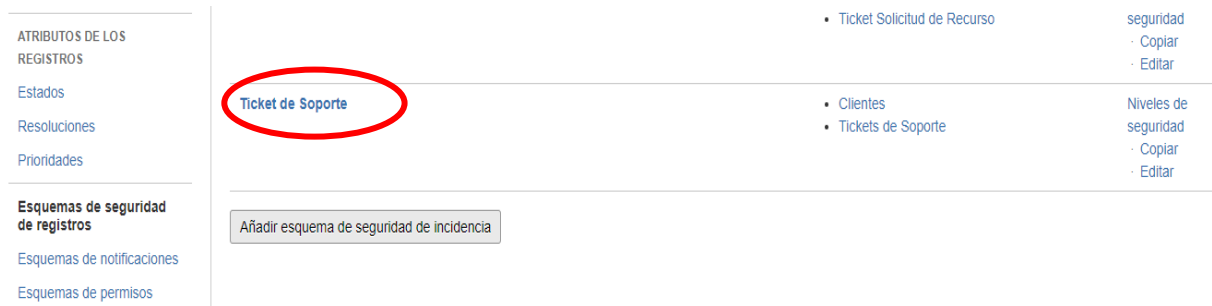 ATRIBUTOS DE LOS
REGISTROS
Estados
Resoluciones
Prioridades
Esquemas de seguridad
de registros
Esquemas de notificaciones
Esquemas de permisos
• Ticket Solicitud de Recurso
seguridad
· Copiar
· Editar
Ticket de Soporte
• Clientes
• Tickets de Soporte
Niveles de
seguridad
· Copiar
· Editar
Añadir esquema de seguridad de incidencia